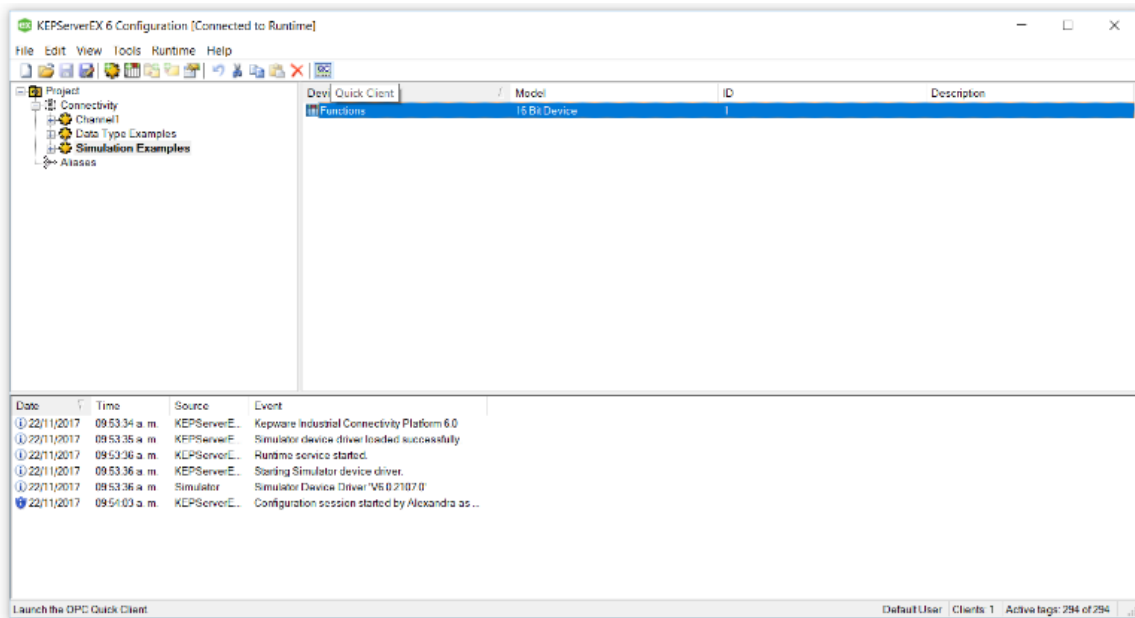 KEPServerEX 6 Configuration [Connected to Runtime]
File Edit View Tools Runtime Help
Project
Connectivity
Channel1
Data Type Examples
Simulation Examples
Aliases
Devi Quick Client / Model ID Description
Functions 16 Bit Device 1
Date Time Source Event
22/11/2017 09:53:34 a. m. KEPServerE... Kepware Industrial Connectivity Platform 6.0
22/11/2017 09:53:35 a. m. KEPServerE... Simulator device driver loaded successfully
22/11/2017 09:53:36 a. m. KEPServerE... Runtime service started.
22/11/2017 09:53:36 a. m. KEPServerE... Starting Simulator device driver.
22/11/2017 09:53:36 a. m. Simulator Simulator Device Driver 'V6.0.2107.0'
22/11/2017 09:54:03 a. m. KEPServerE... Configuration session started by Alexandra as ...
Launch the OPC Quick Client Default User Clients: 1 Active tags: 294 of 294